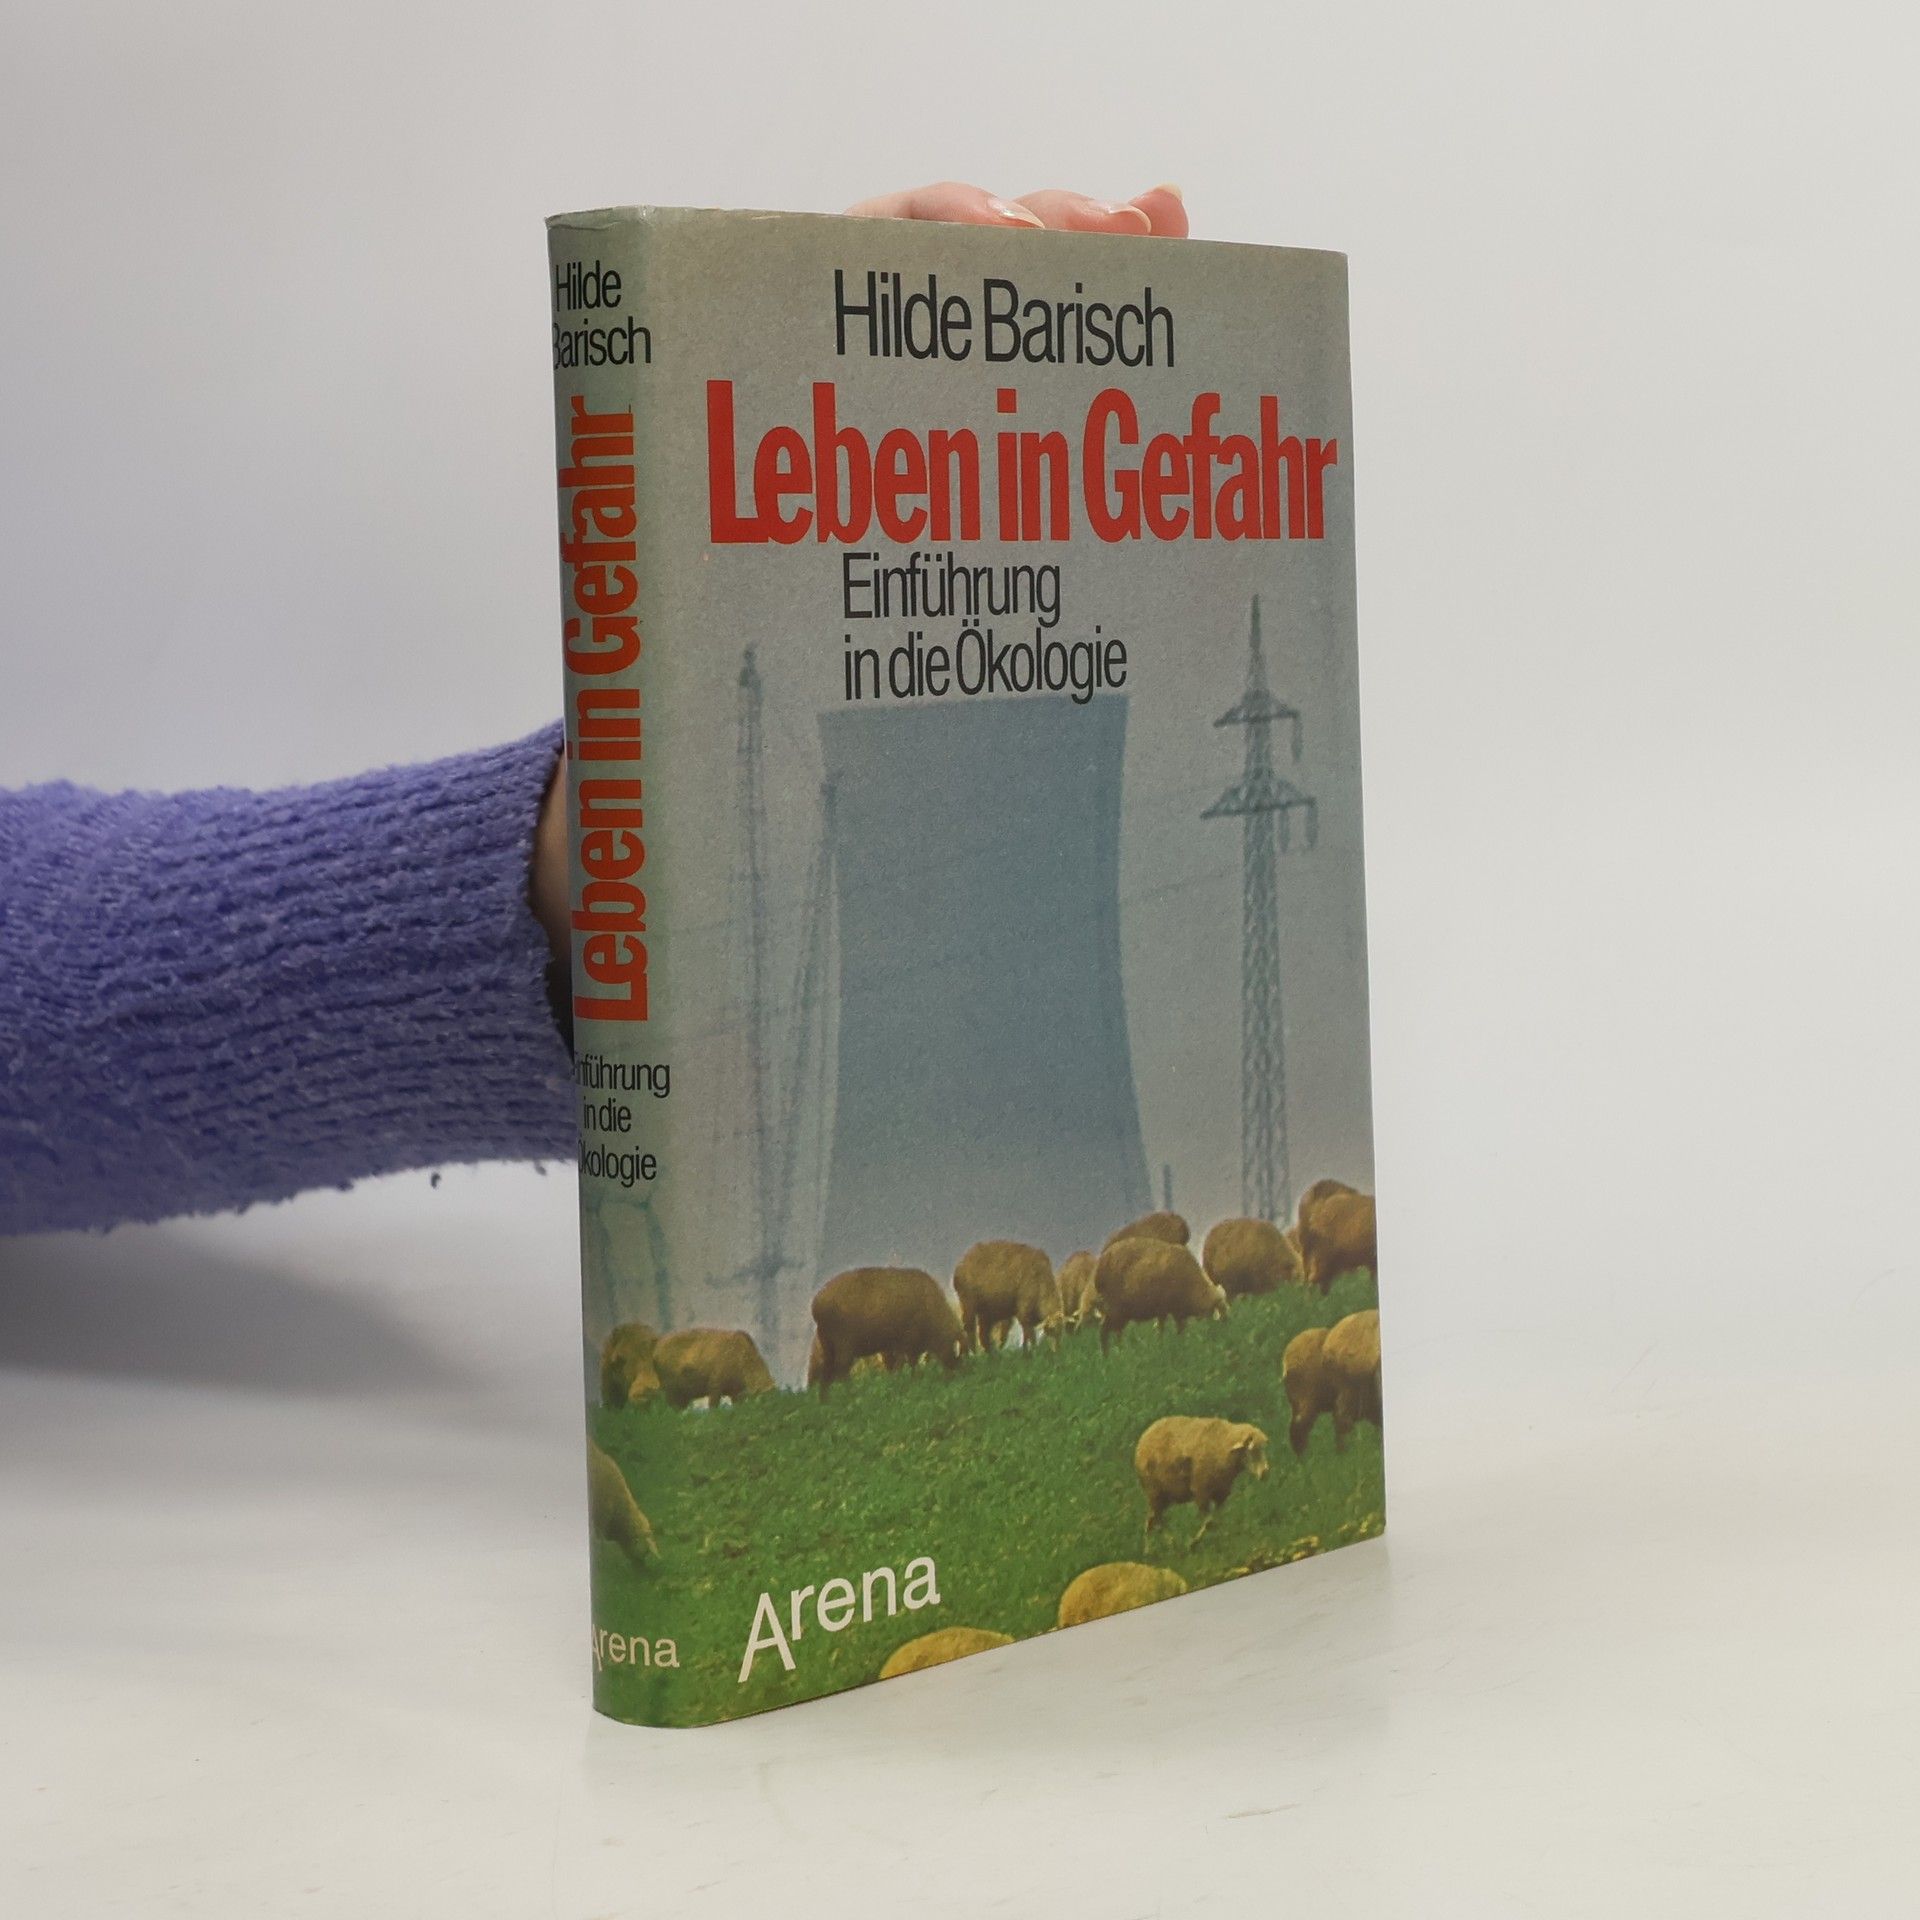 Hilde
Barisch
Leben in Gefahr
Einführung
in die
Ökologie
Arena
Hilde Barisch
Leben in Gefahr
Einführung
in die Ökologie
Arena